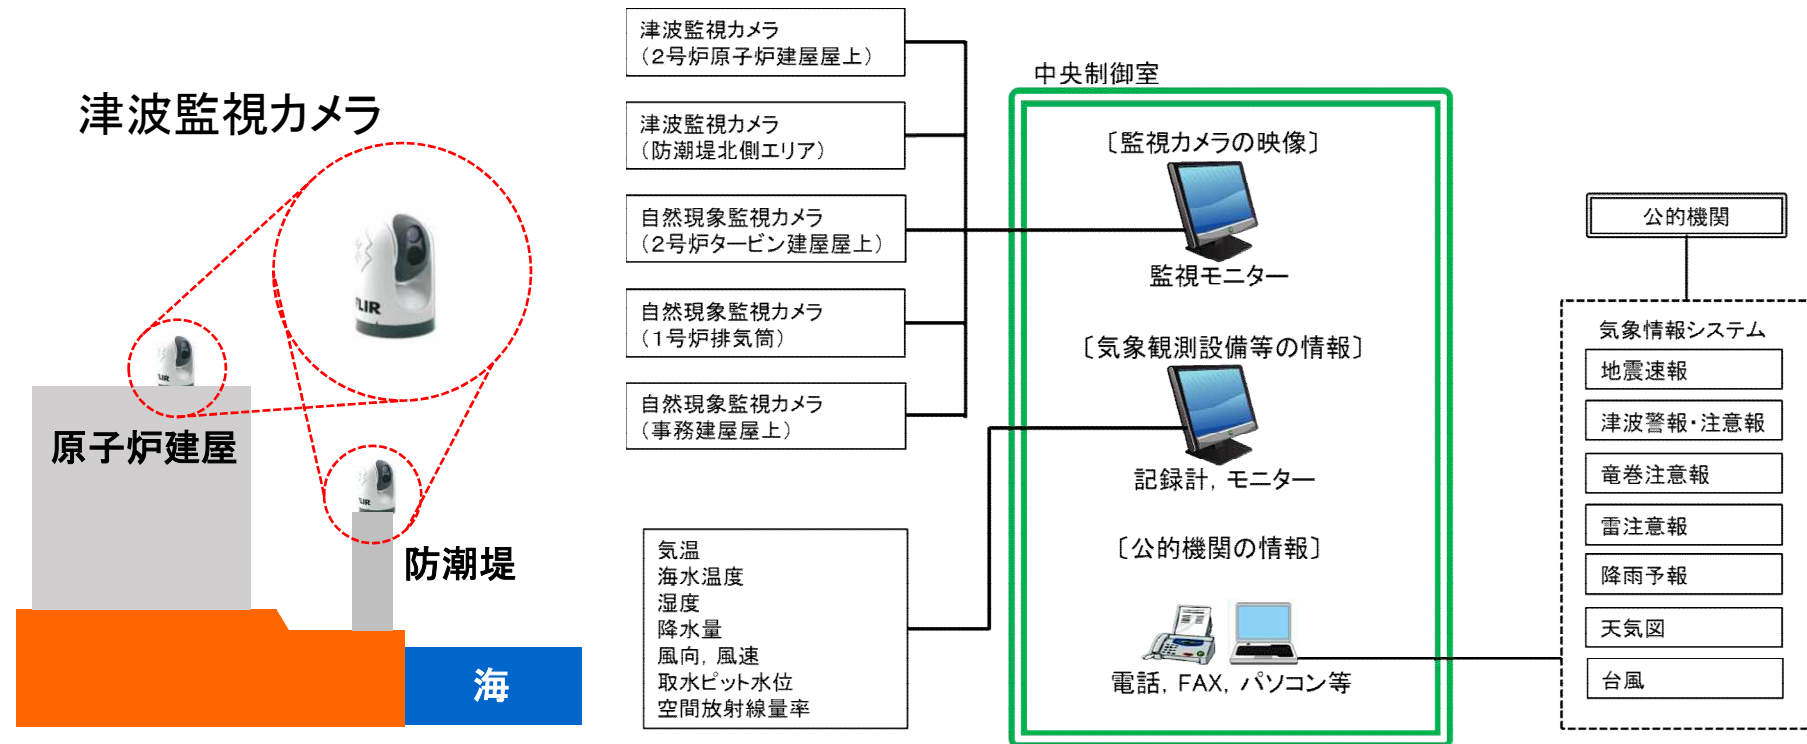 津波監視カメラ
FLIR
原子炉建屋
防潮堤
海
津波監視カメラ
（２号炉原子炉建屋屋上）
津波監視カメラ
（防潮堤北側エリア）
自然現象監視カメラ
（２号炉タービン建屋屋上）
自然現象監視カメラ
（１号炉排気筒）
自然現象監視カメラ
（事務建屋屋上）
気温
海水温度
湿度
降水量
風向，風速
取水ピット水位
空間放射線量率
中央制御室
〔監視カメラの映像〕
監視モニター
〔気象観測設備等の情報〕
記録計，モニター
〔公的機関の情報〕
電話，FAX，パソコン等
公的機関
気象情報システム
地震速報
津波警報・注意報
竜巻注意報
雷注意報
降雨予報
天気図
台風